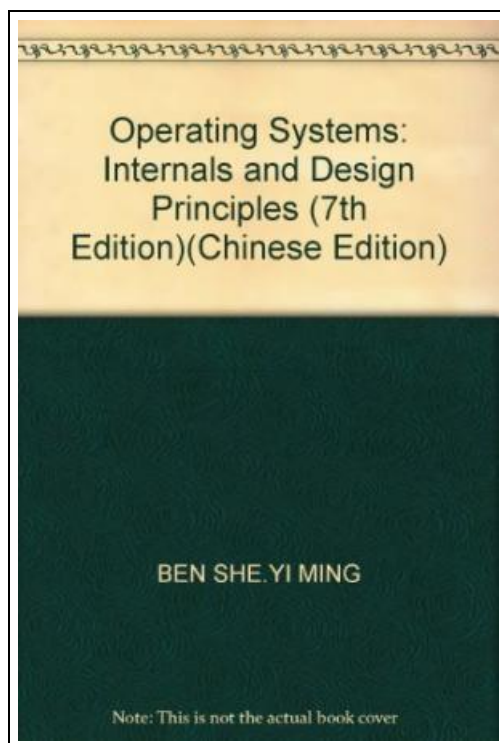 Operating Systems:
Internals and Design
Principles (7th
Edition)(Chinese Edition)
BEN SHE.YI MING
Note: This is not the actual book cover